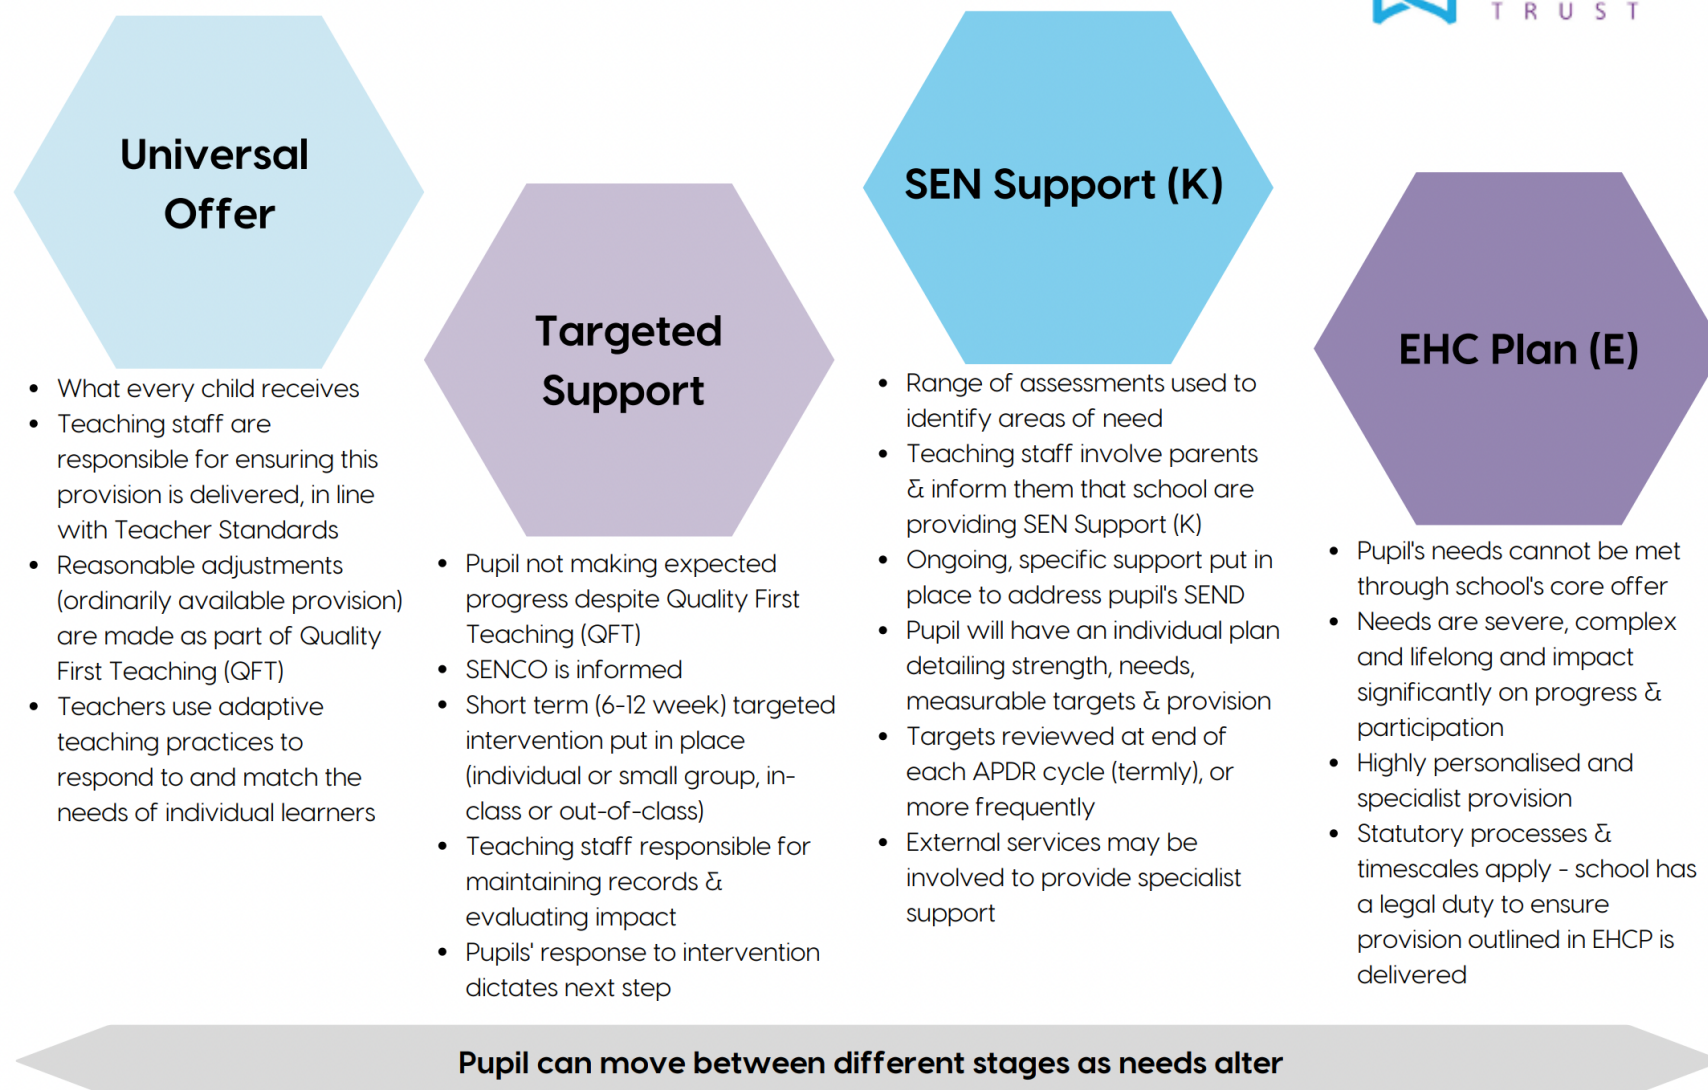 TRUST
Universal
Offer
• What every child receives
• Teaching staff are
responsible for ensuring this
provision is delivered, in line
with Teacher Standards
• Reasonable adjustments
(ordinarily available provision)
are made as part of Quality
First Teaching (QFT)
• Teachers use adaptive
teaching practices to
respond to and match the
needs of individual learners
Targeted
Support
• Pupil not making expected
progress despite Quality First
Teaching (QFT)
• SENCO is informed
• Short term (6-12 week) targeted
intervention put in place
(individual or small group, in-
class or out-of-class)
• Teaching staff responsible for
maintaining records &
evaluating impact
• Pupils' response to intervention
dictates next step
SEN Support (K)
• Range of assessments used to
identify areas of need
• Teaching staff involve parents
& inform them that school are
providing SEN Support (K)
• Ongoing, specific support put in
place to address pupil's SEND
• Pupil will have an individual plan
detailing strength, needs,
measurable targets & provision
• Targets reviewed at end of
each APDR cycle (termly), or
more frequently
• External services may be
involved to provide specialist
support
EHC Plan (E)
• Pupil's needs cannot be met
through school's core offer
• Needs are severe, complex
and lifelong and impact
significantly on progress &
participation
• Highly personalised and
specialist provision
• Statutory processes &
timescales apply - school has
a legal duty to ensure
provision outlined in EHCP is
delivered
Pupil can move between different stages as needs alter